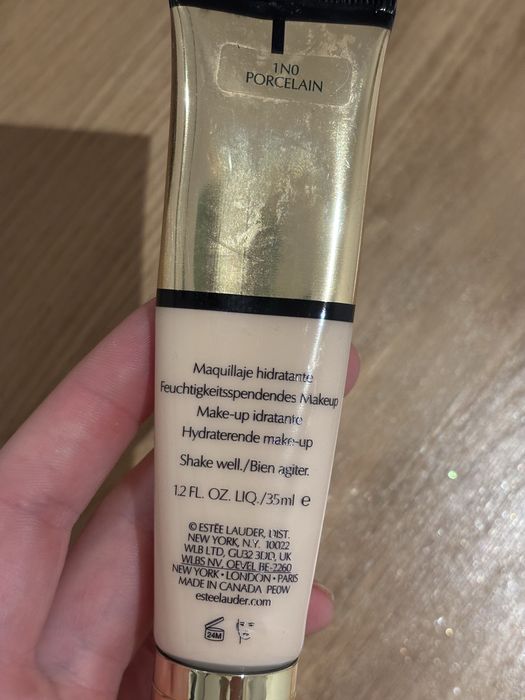 1N0
PORCELAIN
Maquillaje hidratante
Feuchtigkeitsspendendes Makeup
Make-up idratante
Hydraterende make-up
Shake well./Bien agiter.
1.2 FL. OZ. LIQ./35ml ℮
© ESTÉE LAUDER, DIST.
NEW YORK, N.Y. 10022
WLB LTD, GU32 3DD, UK
WLBS NV. OEVEL BE-2260
NEW YORK • LONDON • PARIS
MADE IN CANADA PE0W
esteelauder.com
24M